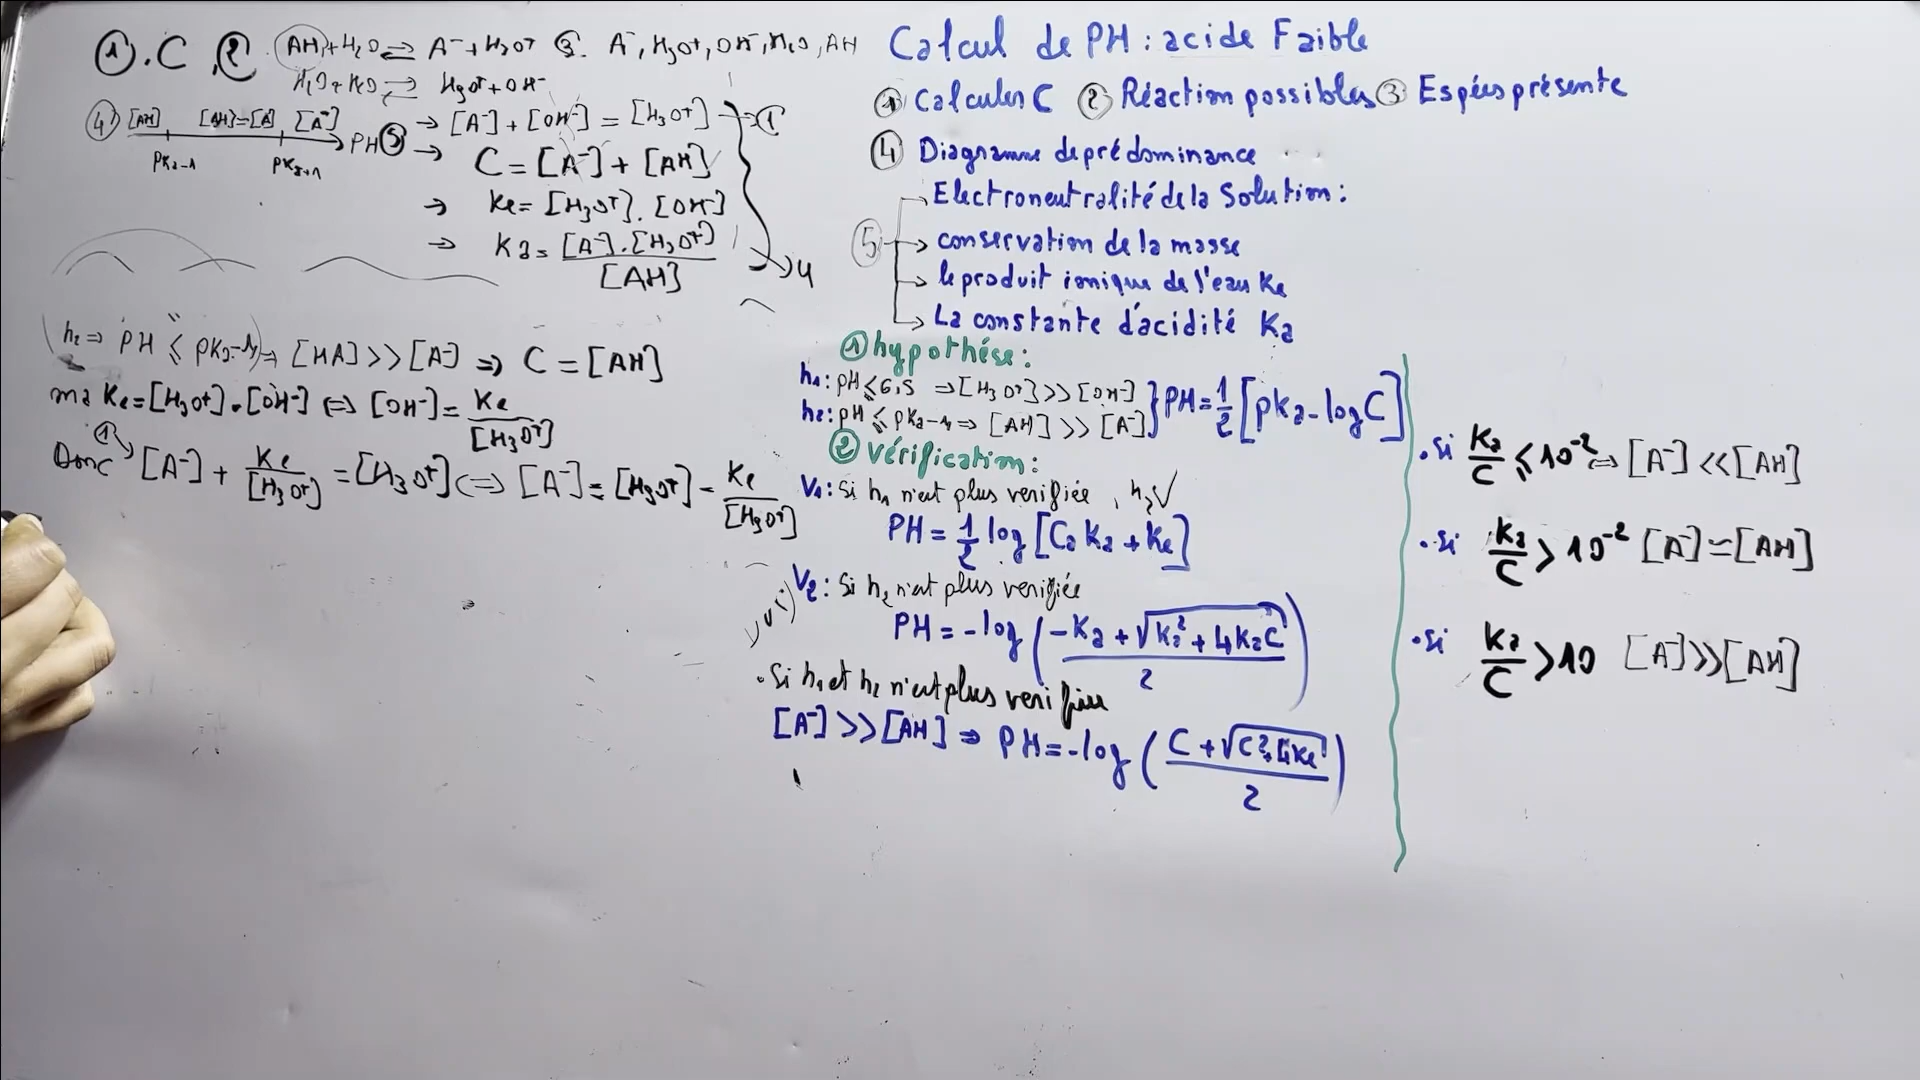 ①.C ② AH+H₂O ⇌ A⁻+H₃O⁺ ③. A⁻, H₃O⁺, OH⁻, H₂O, AH
H₂O+H₂O ⇌ H₃O⁺+OH⁻
④ [AH] [AH]=[A⁻] [A⁻] PH
pKa-1 pKa+1
⑤ → [A⁻] + [OH⁻] = [H₃O⁺] → 1
→ C = [A⁻] + [AH]
→ Ke = [H₃O⁺].[OH⁻]
→ Ka = [A⁻].[H₃O⁺] / [AH] → 4
h₂ ⇒ PH ≤ pKa-1 ⇒ [HA] >> [A⁻] ⇒ C = [AH]
Ke = [H₃O⁺].[OH⁻] ⇔ [OH⁻] = Ke / [H₃O⁺]
① Donc [A⁻] + Ke / [H₃O⁺] = [H₃O⁺] ⇔ [A⁻] = [H₃O⁺] - Ke / [H₃O⁺]
Calcul de PH : acide Faible
① Calculer C ② Réaction possibles ③ Espéces présente
④ Diagramme de prédominance
⑤ → Electroneutralité de la Solution :
→ conservation de la masse
→ le produit ionique de l'eau Ke
→ La constante d'acidité Ka
① hypothése :
h₁ : pH ≤ 6,5 ⇒ [H₃O⁺] >> [OH⁻]
h₂ : pH ≤ pKa-1 ⇒ [AH] >> [A⁻]
} PH = 1/2 [pKa - log C]
② vérification :
V₁ : Si h₁ n'est plus verifiée, h₂ ✓
PH = 1/2 log [Ca Ka + Ke]
V₂ : Si h₂ n'est plus verifiée
PH = -log ( (-Ka + √(Ka² + 4KaC)) / 2 )
. Si h₁ et h₂ n'est plus verifiée
[A⁻] >> [AH] ⇒ PH = -log ( (C + √(C² + 4Ke)) / 2 )
. Si Ka/C ≤ 10⁻² ⇒ [A⁻] << [AH]
. Si Ka/C > 10⁻² [A⁻] = [AH]
. Si Ka/C > 10 [A⁻] >> [AH]